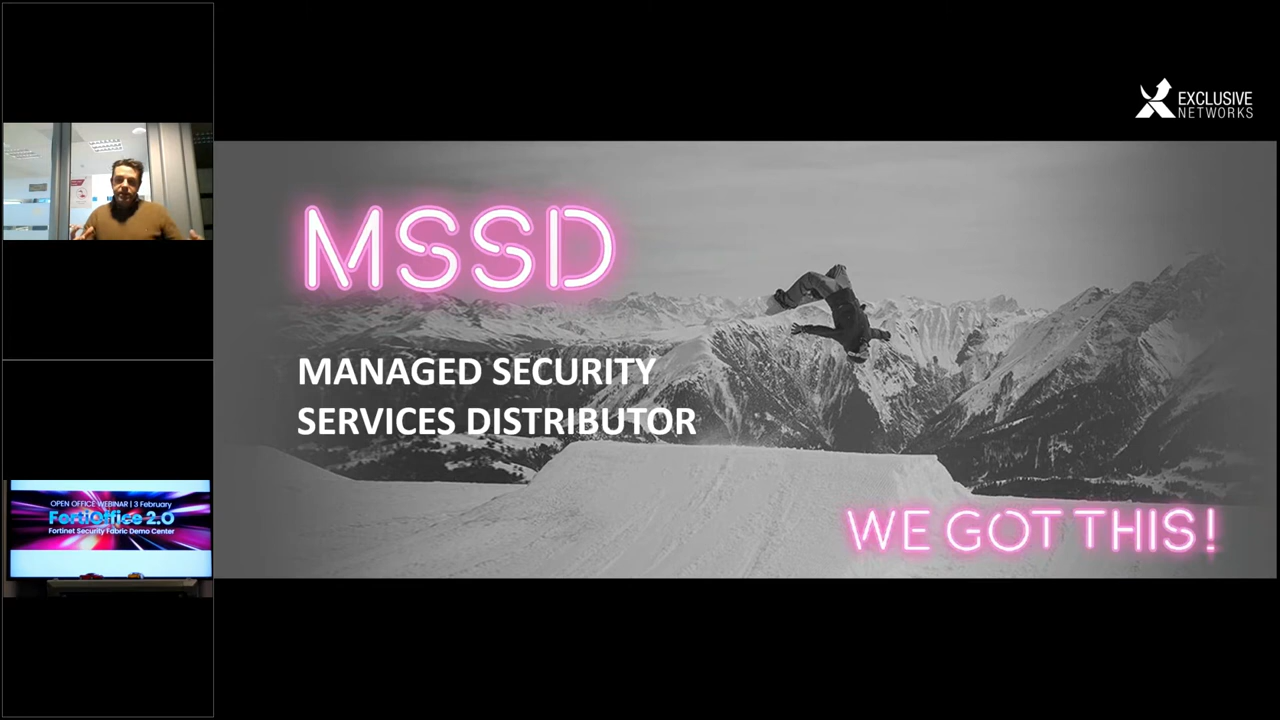 EXCLUSIVE
NETWORKS
MSSD
MANAGED SECURITY
SERVICES DISTRIBUTOR
WE GOT THIS!
OPEN OFFICE WEBINAR | 3 February
FortiOffice 2.0
Fortinet Security Fabric Demo Center